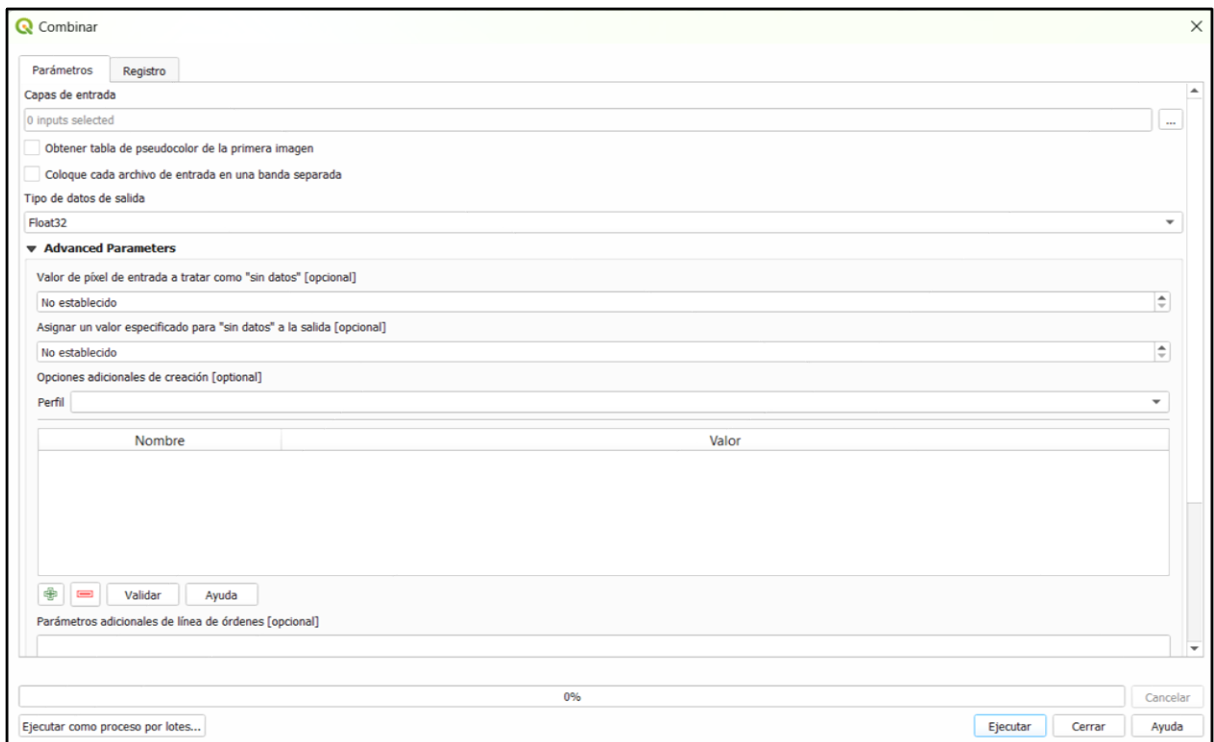 Combinar
Parámetros Registro
Capas de entrada
0 inputs selected
...
Obtener tabla de pseudocolor de la primera imagen
Coloque cada archivo de entrada en una banda separada
Tipo de datos de salida
Float32
Advanced Parameters
Valor de píxel de entrada a tratar como "sin datos" [opcional]
No establecido
Asignar un valor especificado para "sin datos" a la salida [opcional]
No establecido
Opciones adicionales de creación [optional]
Perfil
Nombre Valor
Validar Ayuda
Parámetros adicionales de línea de órdenes [opcional]
0% Cancelar
Ejecutar como proceso por lotes... Ejecutar Cerrar Ayuda